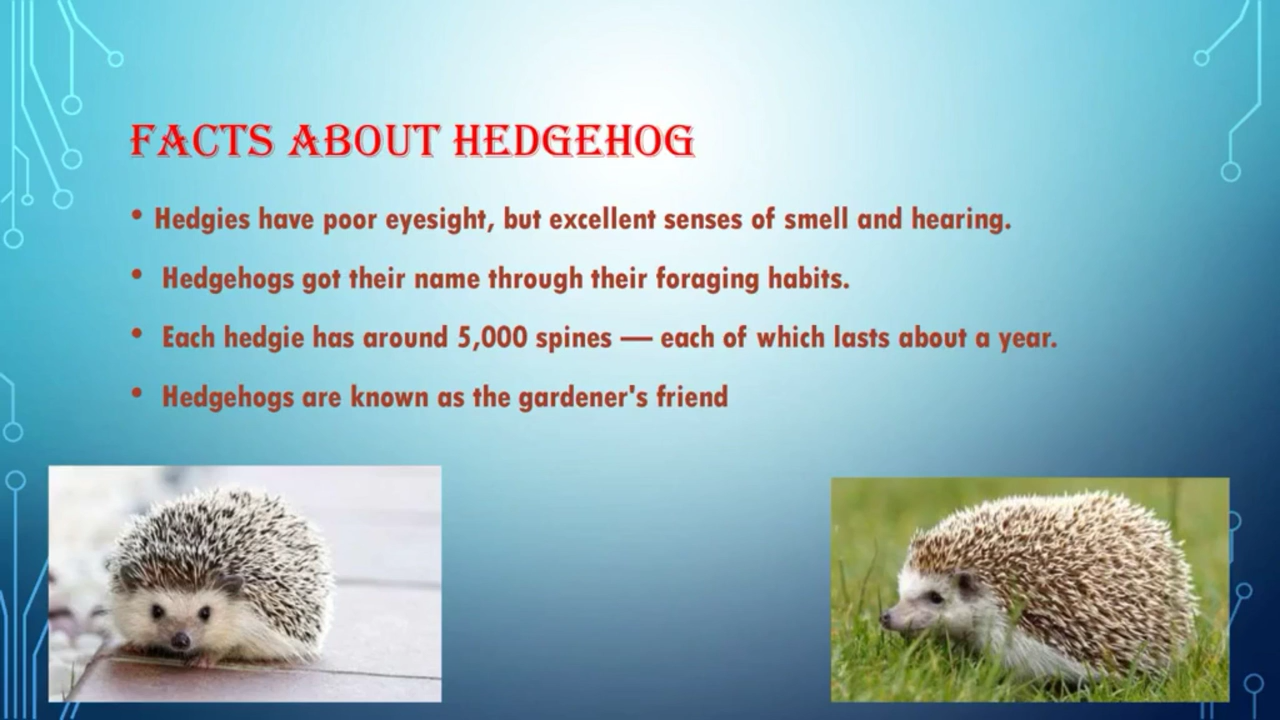 FACTS ABOUT HEDGEHOG
• Hedgies have poor eyesight, but excellent senses of smell and hearing.
• Hedgehogs got their name through their foraging habits.
• Each hedgie has around 5,000 spines — each of which lasts about a year.
• Hedgehogs are known as the gardener's friend